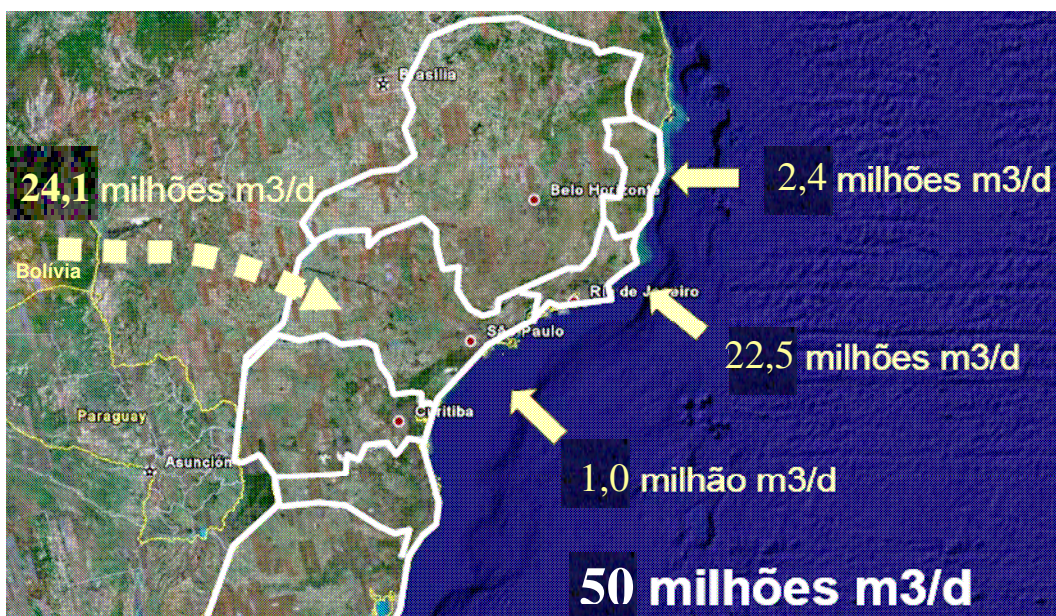 Brasília
24,1 milhões m3/d
2,4 milhões m3/d
Belo Horizonte
Bolívia
Rio de Janeiro
São Paulo
22,5 milhões m3/d
Paraguay
Curitiba
Asunción
1,0 milhão m3/d
50 milhões m3/d